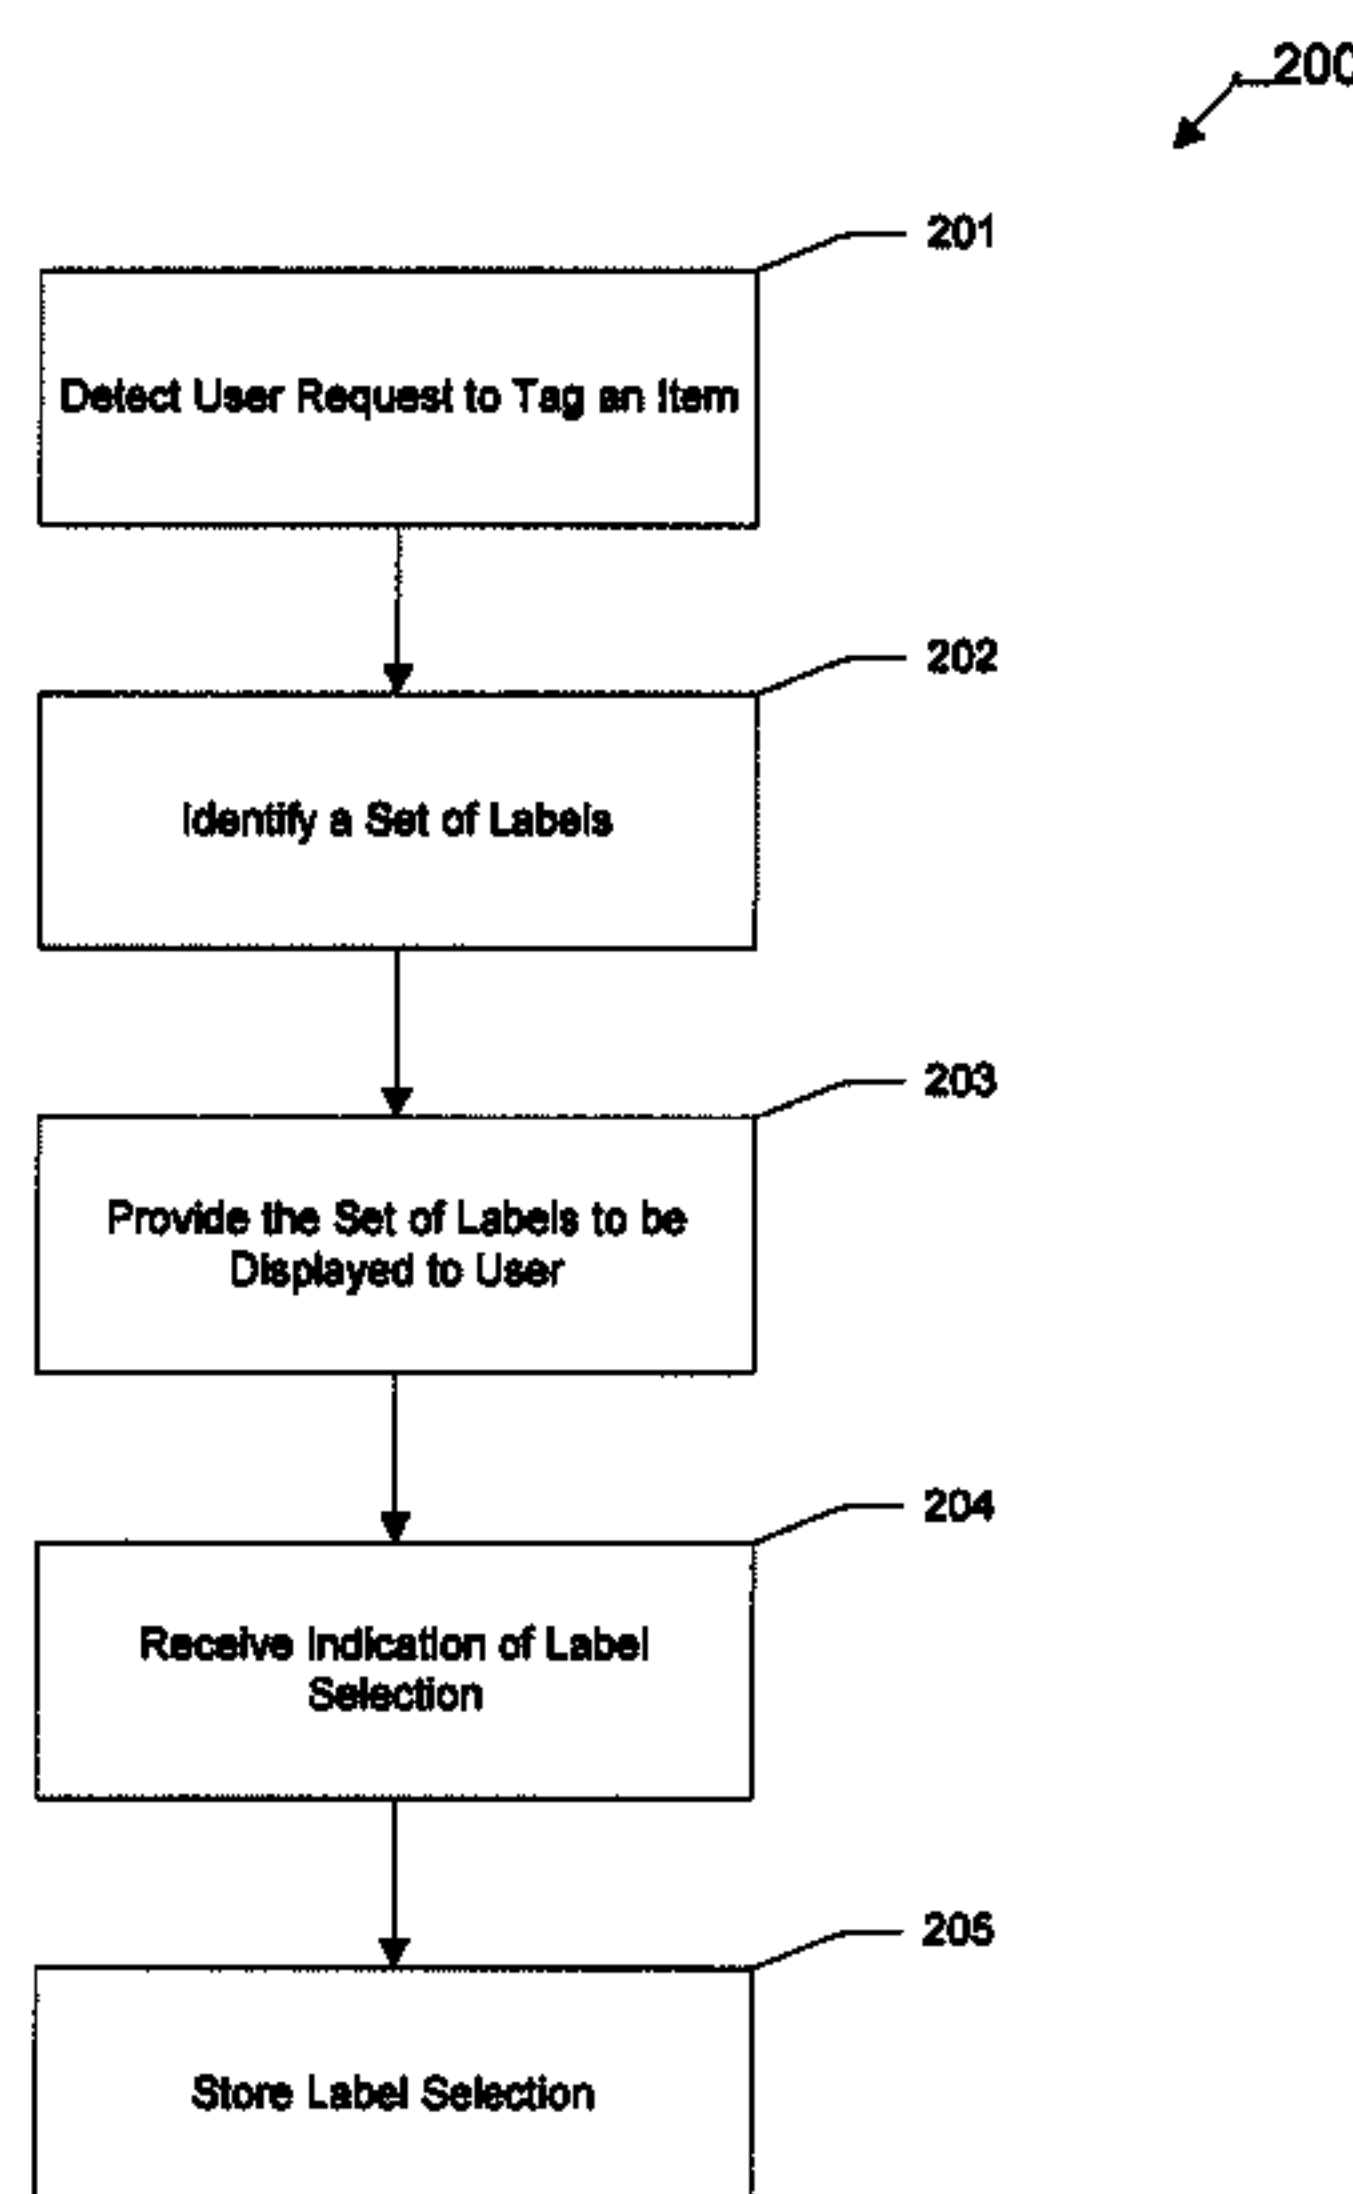 200
201
Detect User Request to Tag an Item
202
Identify a Set of Labels
203
Provide the Set of Labels to be
Displayed to User
204
Receive Indication of Label
Selection
205
Store Label Selection